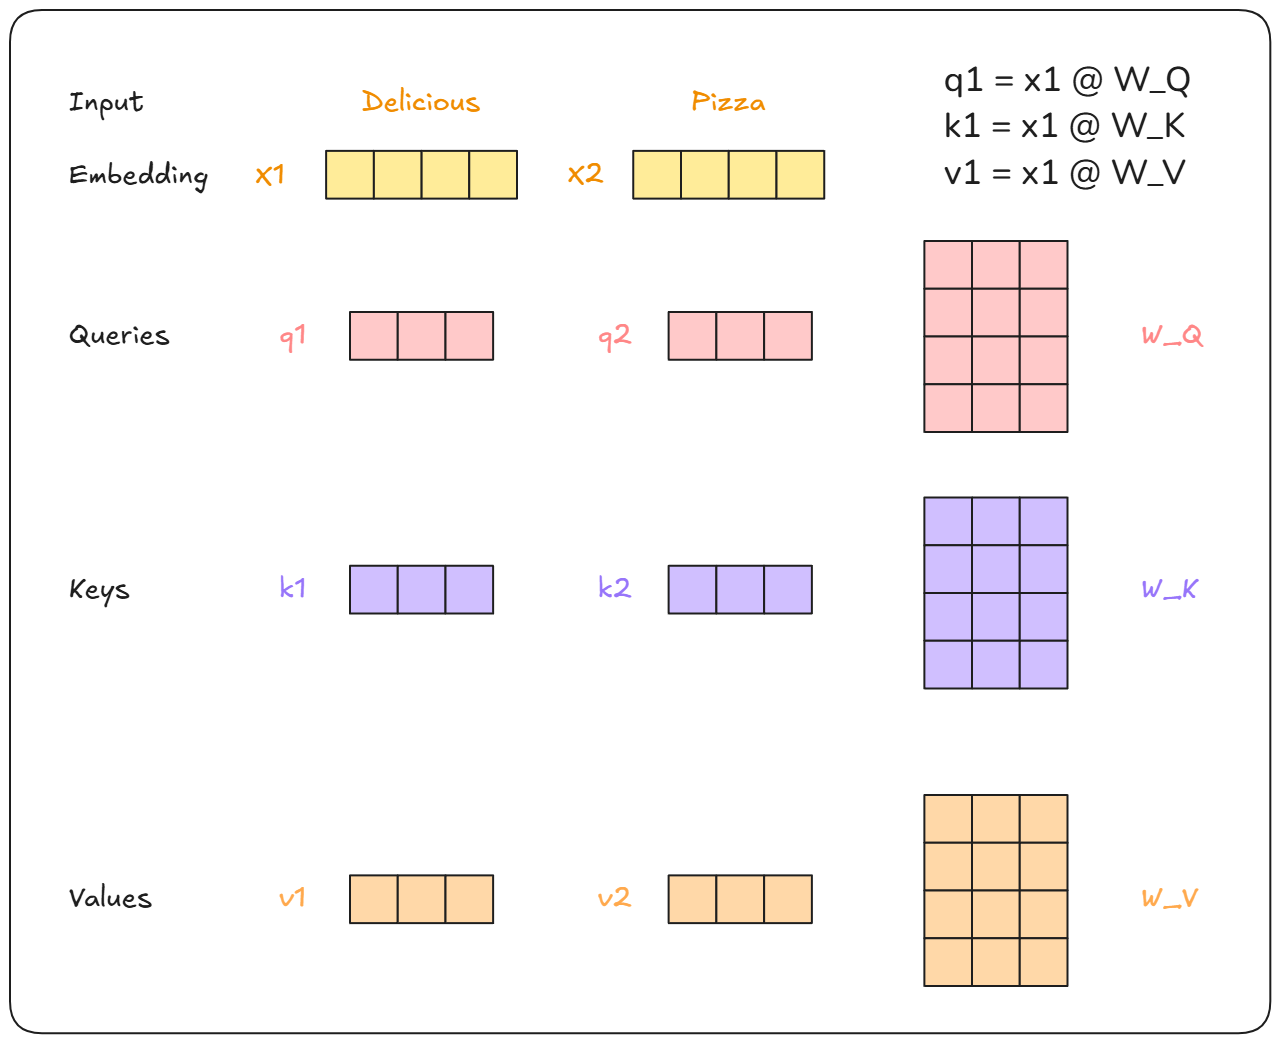 Input Delicious Pizza
q1 = x1 @ W_Q
k1 = x1 @ W_K
v1 = x1 @ W_V
Embedding x1 x2
Queries q1 q2 W_Q
Keys k1 k2 W_K
Values v1 v2 W_V